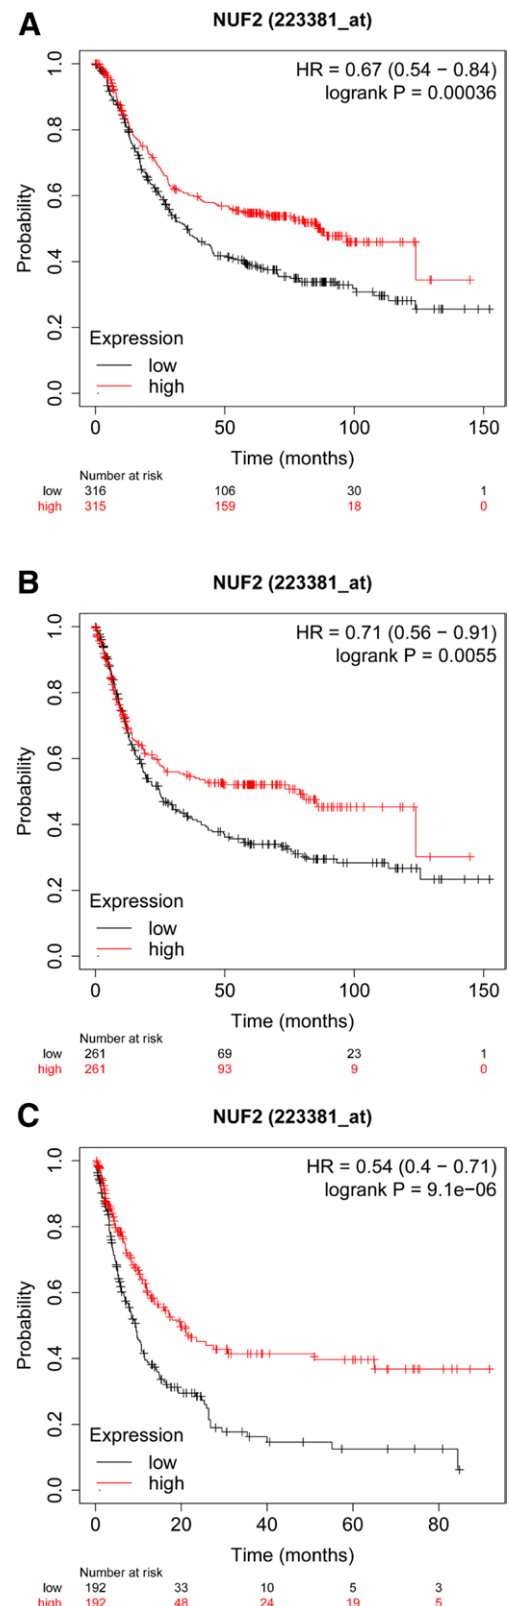 A
NUF2 (223381_at)
HR = 0.67 (0.54 − 0.84)
logrank P = 0.00036
Probability
1.0
0.8
0.6
0.4
0.2
0.0
Expression
low
high
0 50 100 150
Time (months)
Number at risk
low 316 106 30 1
high 315 159 18 0
B
NUF2 (223381_at)
HR = 0.71 (0.56 − 0.91)
logrank P = 0.0055
Probability
1.0
0.8
0.6
0.4
0.2
0.0
Expression
low
high
0 50 100 150
Time (months)
Number at risk
low 261 69 23 1
high 261 93 9 0
C
NUF2 (223381_at)
HR = 0.54 (0.4 − 0.71)
logrank P = 9.1e−06
Probability
1.0
0.8
0.6
0.4
0.2
0.0
Expression
low
high
0 20 40 60 80
Time (months)
Number at risk
low 192 33 10 5 3
high 192 48 24 19 5